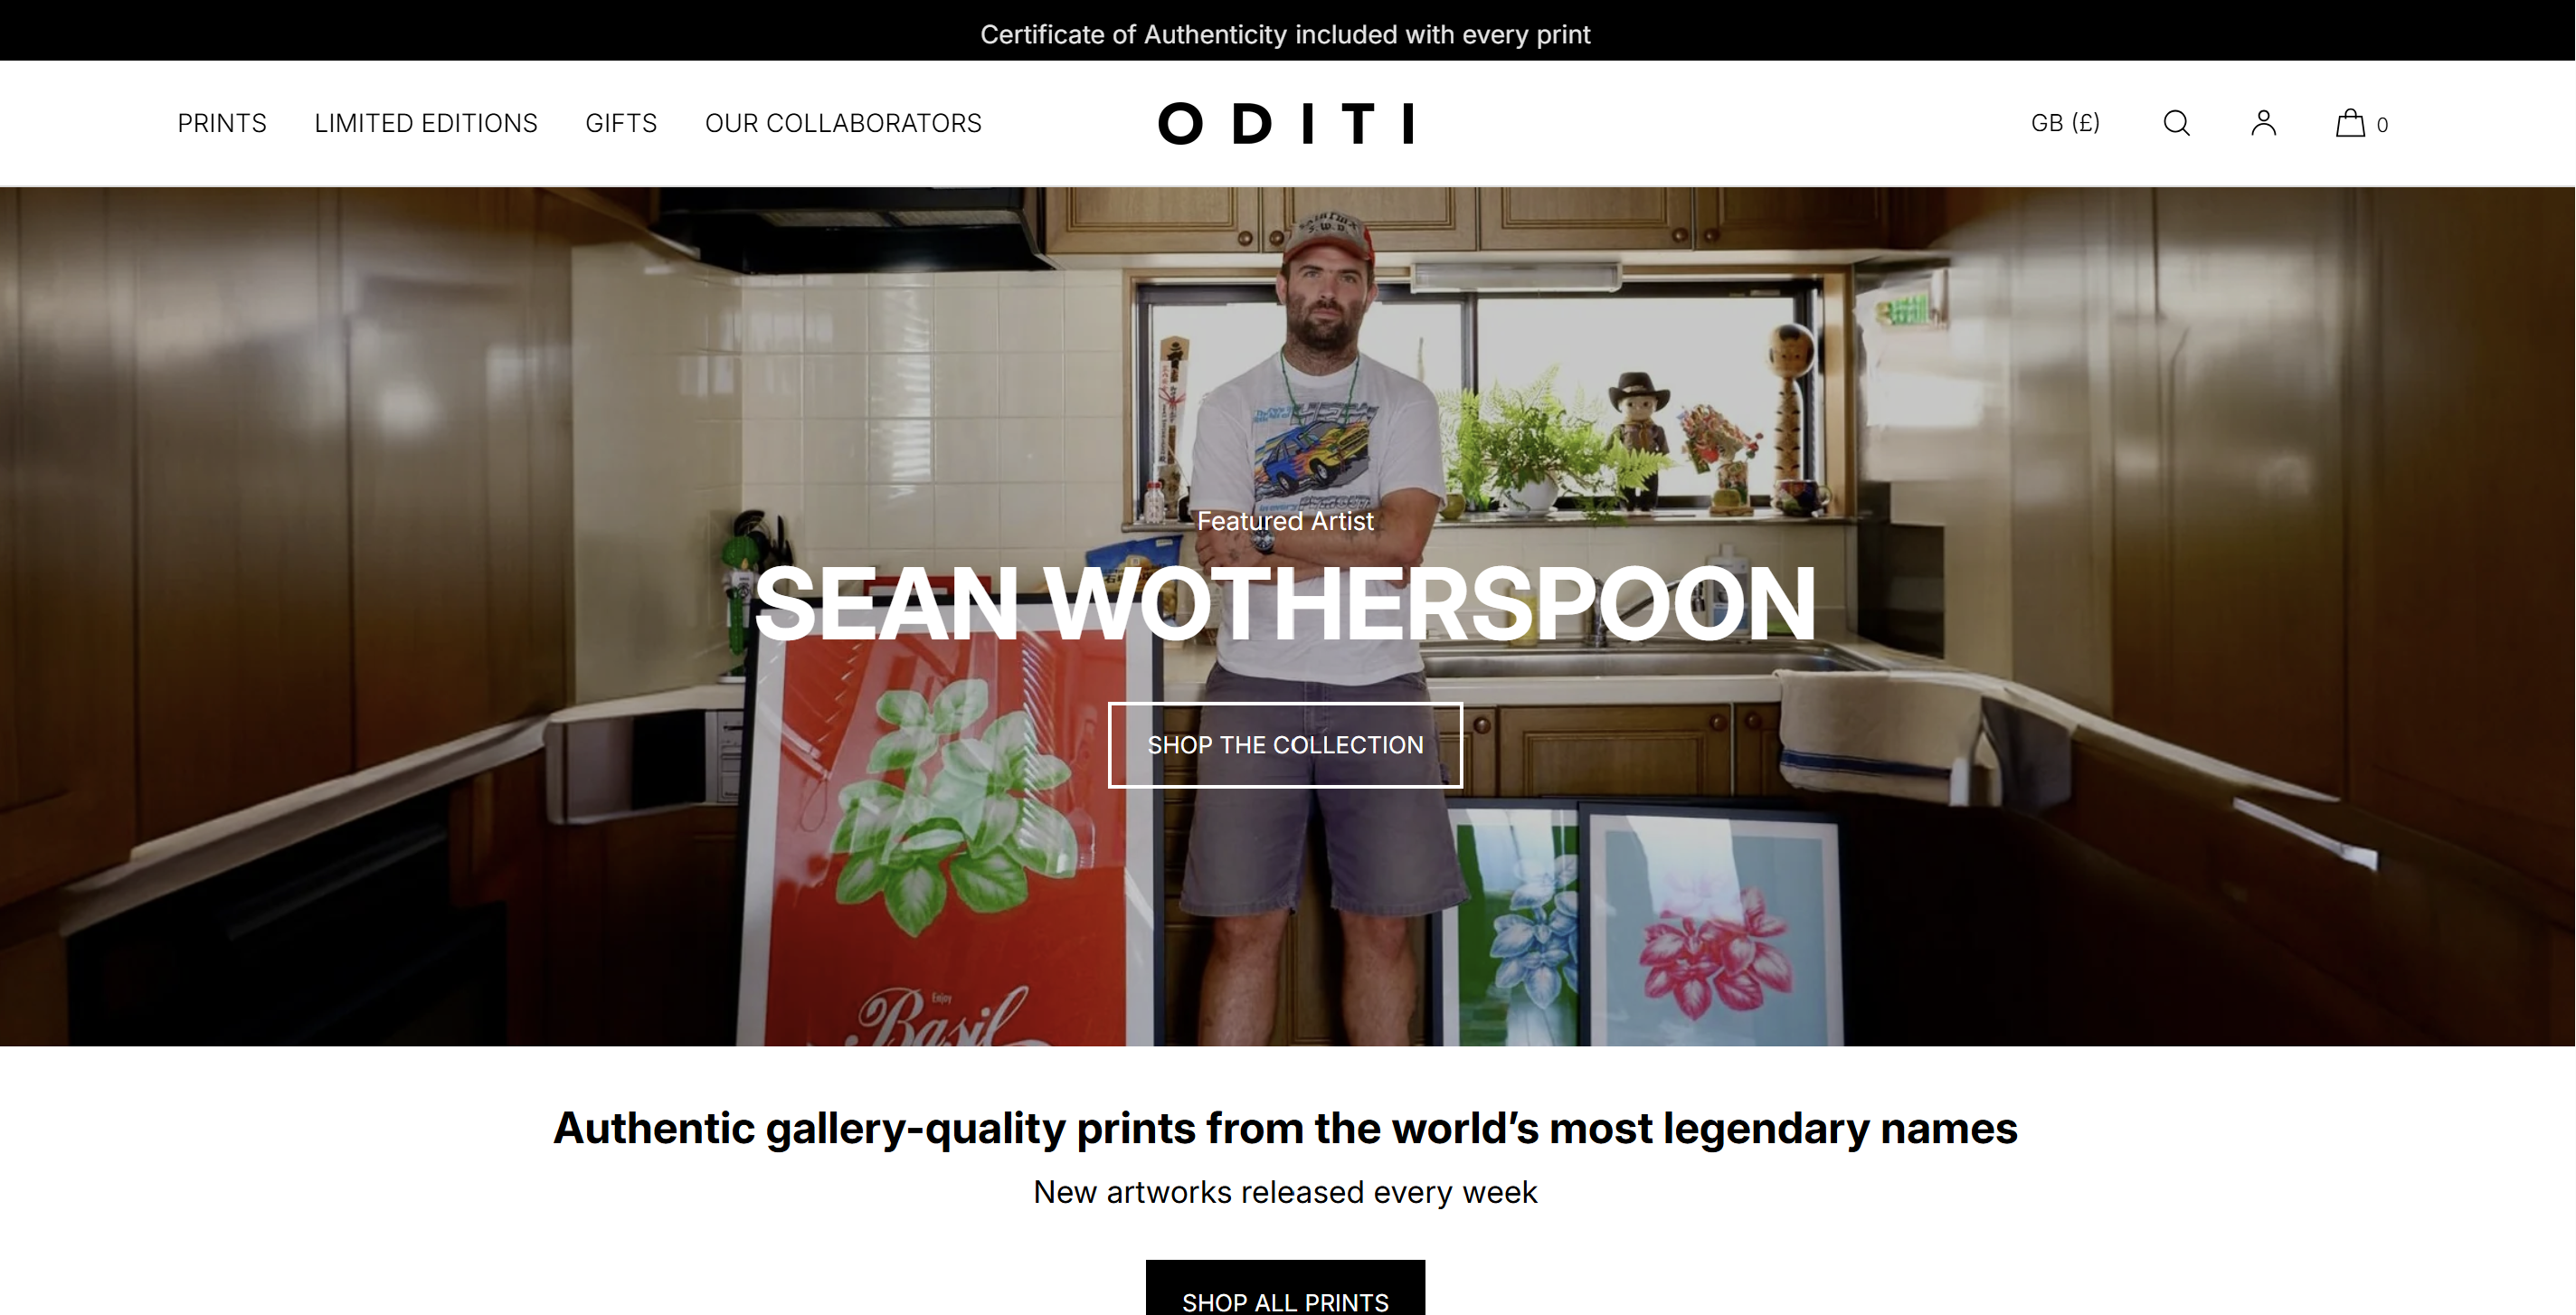 Certificate of Authenticity included with every print
PRINTS LIMITED EDITIONS GIFTS OUR COLLABORATORS
ODITI
GB (£) 0
Featured Artist
SEAN WOTHERSPOON
SHOP THE COLLECTION
Enjoy
Basil
Authentic gallery-quality prints from the world’s most legendary names
New artworks released every week
SHOP ALL PRINTS